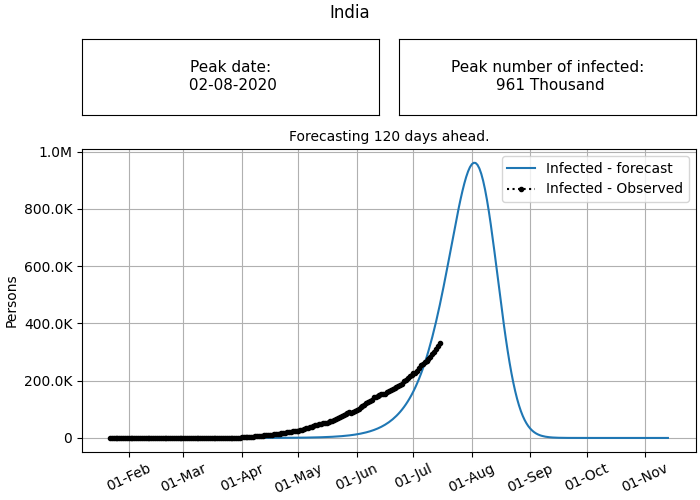 India
Peak date:
02-08-2020
Peak number of infected:
961 Thousand
Forecasting 120 days ahead.
Infected - forecast
Infected - Observed
Persons
1.0M
800.0K
600.0K
400.0K
200.0K
0
01-Feb
01-Mar
01-Apr
01-May
01-Jun
01-Jul
01-Aug
01-Sep
01-Oct
01-Nov